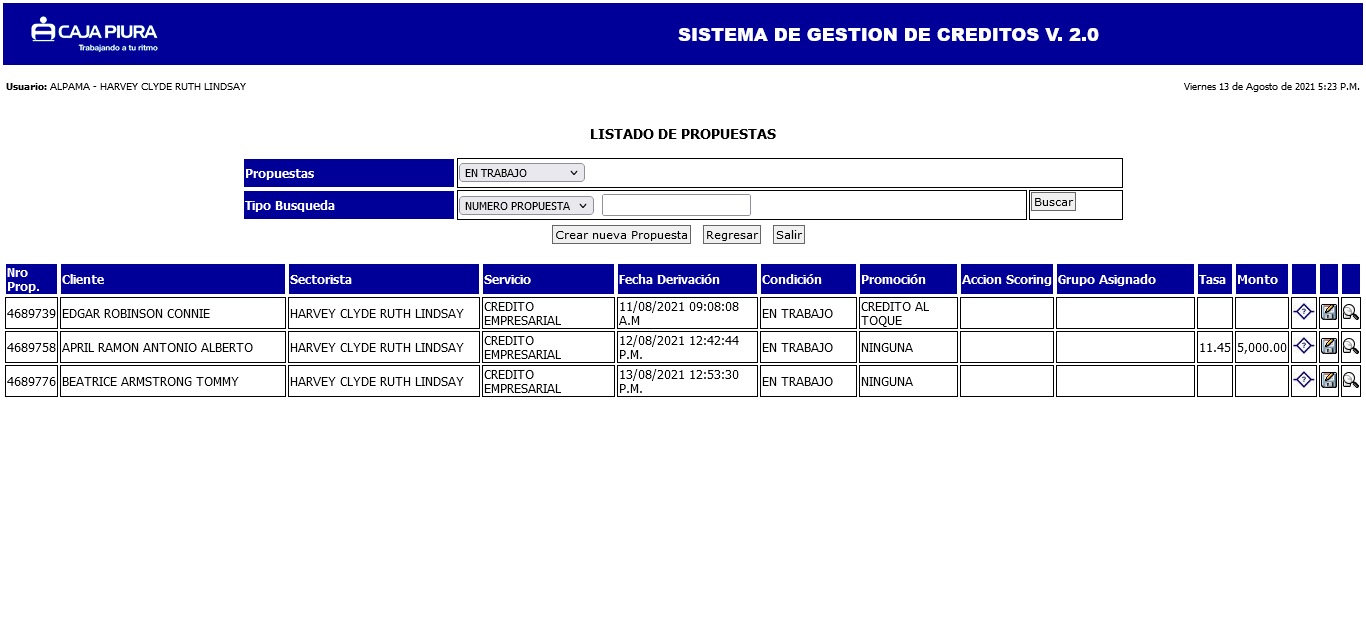 CAJA PIURA
Trabajando a tu ritmo
SISTEMA DE GESTION DE CREDITOS V. 2.0
Usuario: ALPAMA - HARVEY CLYDE RUTH LINDSAY
Viernes 13 de Agosto de 2021 5:23 P.M.
LISTADO DE PROPUESTAS
Propuestas EN TRABAJO
Tipo Busqueda NUMERO PROPUESTA Buscar
Crear nueva Propuesta Regresar Salir
Nro Prop. Cliente Sectorista Servicio Fecha Derivación Condición Promoción Accion Scoring Grupo Asignado Tasa Monto
4689739 EDGAR ROBINSON CONNIE HARVEY CLYDE RUTH LINDSAY CREDITO EMPRESARIAL 11/08/2021 09:08:08 A.M EN TRABAJO CREDITO AL TOQUE
4689758 APRIL RAMON ANTONIO ALBERTO HARVEY CLYDE RUTH LINDSAY CREDITO EMPRESARIAL 12/08/2021 12:42:44 P.M. EN TRABAJO NINGUNA 11.45 5,000.00
4689776 BEATRICE ARMSTRONG TOMMY HARVEY CLYDE RUTH LINDSAY CREDITO EMPRESARIAL 13/08/2021 12:53:30 P.M. EN TRABAJO NINGUNA